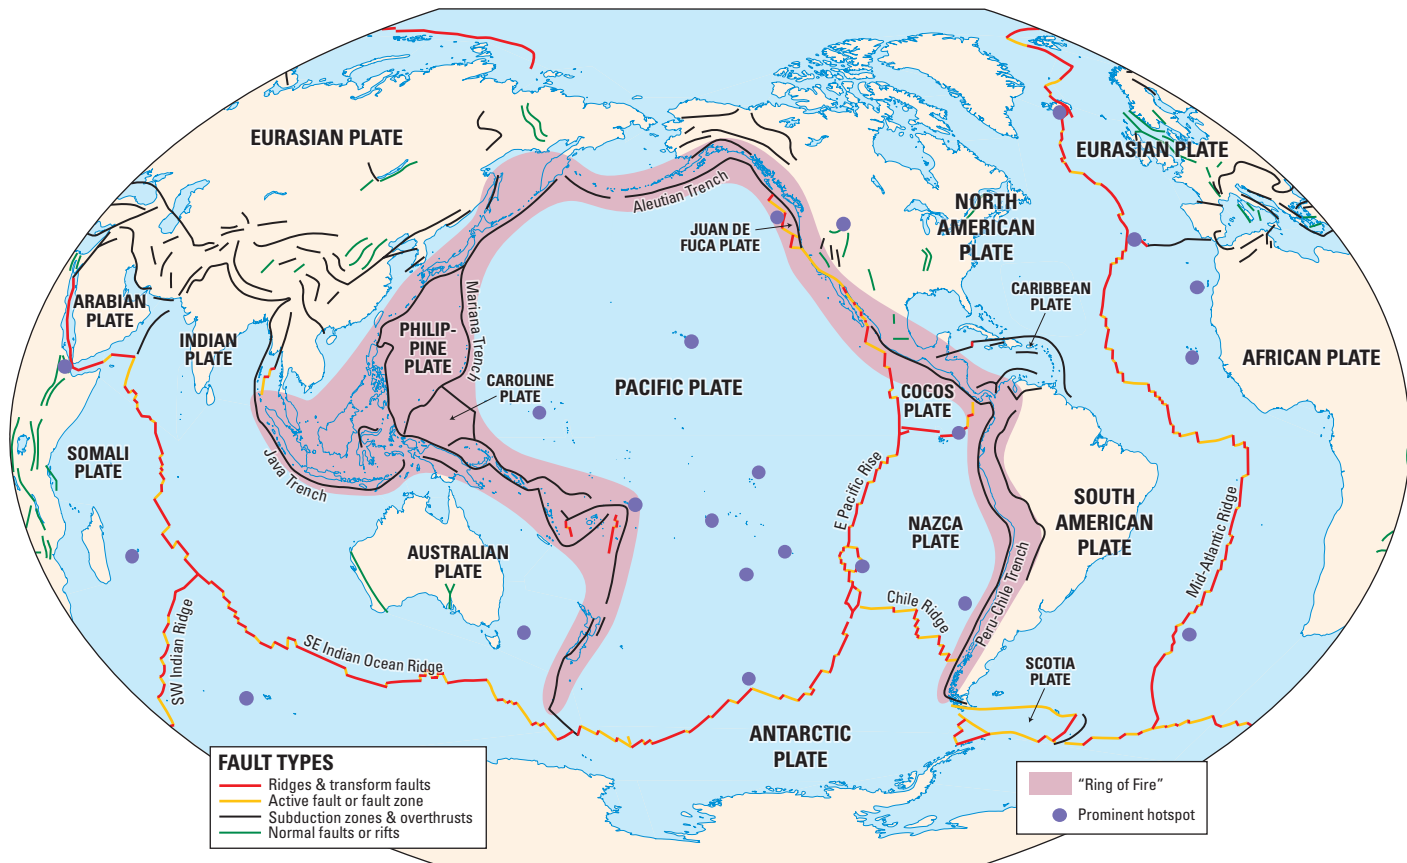 EURASIAN PLATE
EURASIAN PLATE
Aleutian Trench
JUAN DE
FUCA PLATE
NORTH
AMERICAN
PLATE
ARABIAN
PLATE
INDIAN
PLATE
PHILIP-
PINE
PLATE
Mariana Trench
CAROLINE
PLATE
PACIFIC PLATE
CARIBBEAN
PLATE
COCOS
PLATE
AFRICAN PLATE
SOMALI
PLATE
Java Trench
AUSTRALIAN
PLATE
E Pacific Rise
NAZCA
PLATE
SOUTH
AMERICAN
PLATE
Mid-Atlantic Ridge
Peru-Chile Trench
Chile Ridge
SW Indian Ridge
SE Indian Ocean Ridge
SCOTIA
PLATE
ANTARCTIC
PLATE
FAULT TYPES
Ridges & transform faults
Active fault or fault zone
Subduction zones & overthrusts
Normal faults or rifts
"Ring of Fire"
Prominent hotspot